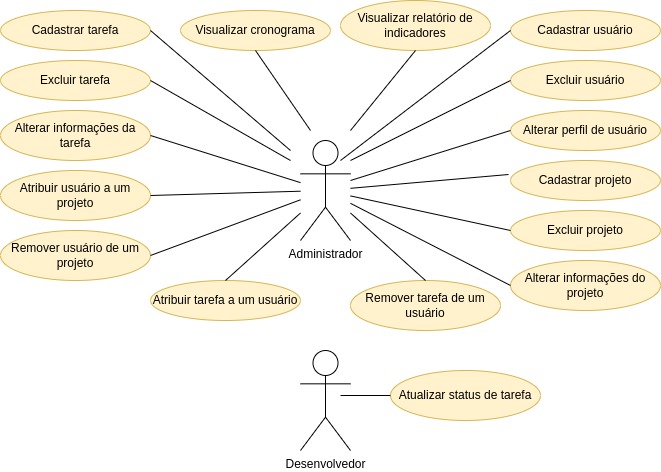 Cadastrar tarefa
Visualizar cronograma
Visualizar relatório de
indicadores
Cadastrar usuário
Excluir tarefa
Excluir usuário
Alterar informações da
tarefa
Alterar perfil de usuário
Atribuir usuário a um
projeto
Cadastrar projeto
Remover usuário de um
projeto
Excluir projeto
Administrador
Atribuir tarefa a um usuário
Remover tarefa de um
usuário
Alterar informações do
projeto
Atualizar status de tarefa
Desenvolvedor